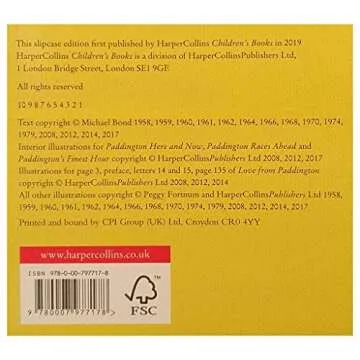 This slipcase edition first published by HarperCollins Children's Books in 2019
HarperCollins Children's Books is a division of HarperCollinsPublishers Ltd,
1 London Bridge Street, London SE1 9GE
All rights reserved
10 9 8 7 6 5 4 3 2 1
Text copyright © Michael Bond 1958, 1959, 1960, 1961, 1962, 1964, 1966, 1968, 1970, 1974,
1979, 2008, 2012, 2014, 2017
Interior illustrations for Paddington Here and Now, Paddington Races Ahead and
Paddington's Finest Hour copyright © HarperCollinsPublishers Ltd 2008, 2012, 2017
Illustrations for page 3, preface, letters 14 and 15, page 135 of Love from Paddington
copyright © HarperCollinsPublishers Ltd 2008, 2012, 2014
All other illustrations copyright © Peggy Fortnum and HarperCollinsPublishers Ltd 1958,
1959, 1960, 1961, 1962, 1964, 1966, 1968, 1970, 1974, 1979, 2008, 2012, 2014, 2017
Printed and bound by CPI Group (UK) Ltd, Croydon CR0 4YY
www.harpercollins.co.uk
ISBN 978-0-00-797717-8
9 780007 977178 >
FSC